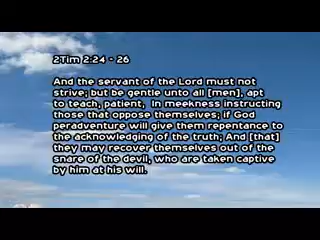 2Tim 2:24 - 26
And the servant of the Lord must not
strive; but be gentle unto all [men], apt
to teach, patient, In meekness instructing
those that oppose themselves; if God
peradventure will give them repentance to
the acknowledging of the truth; And [that]
they may recover themselves out of the
snare of the devil, who are taken captive
by him at his will.